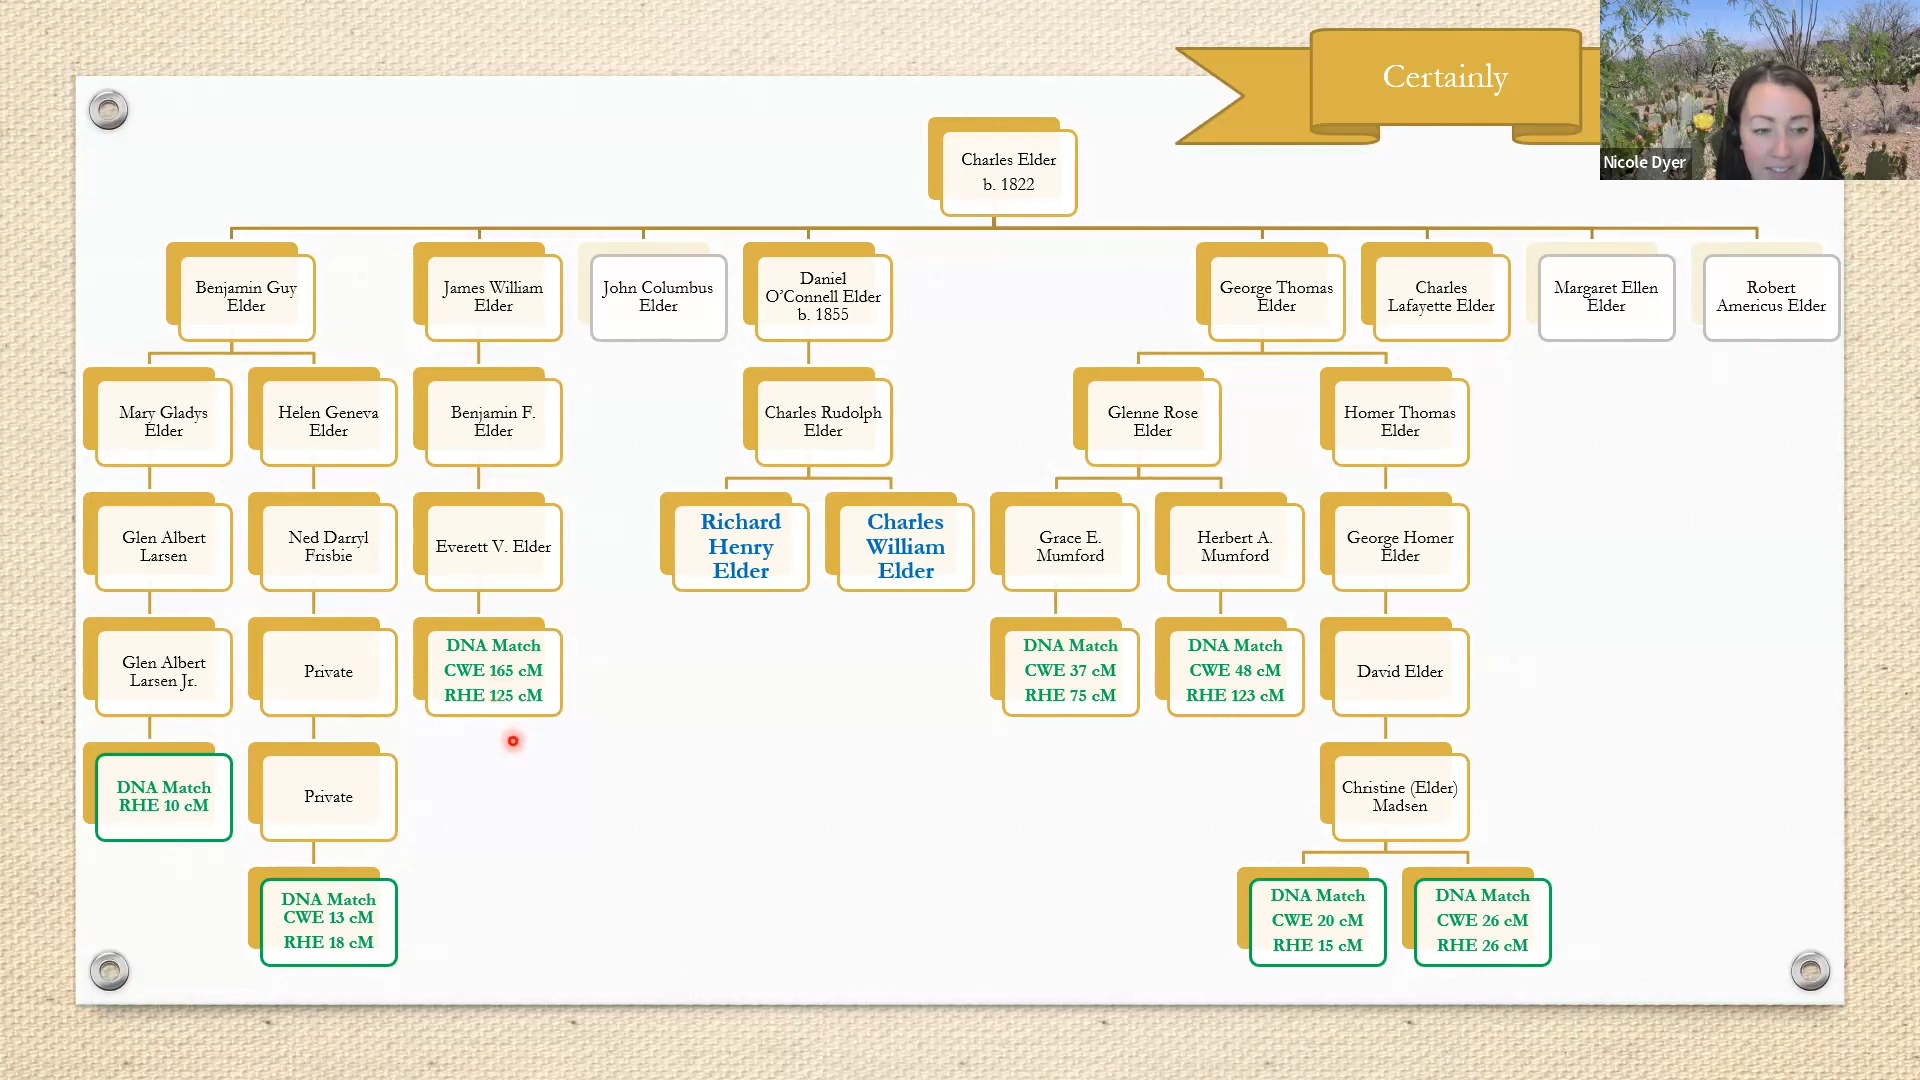 Certainly
Nicole Dyer
Charles Elder
b. 1822
Benjamin Guy
Elder
James William
Elder
John Columbus
Elder
Daniel
O'Connell Elder
b. 1855
George Thomas
Elder
Charles
Lafayette Elder
Margaret Ellen
Elder
Robert
Americus Elder
Mary Gladys
Elder
Helen Geneva
Elder
Benjamin F.
Elder
Charles Rudolph
Elder
Glenne Rose
Elder
Homer Thomas
Elder
Glen Albert
Larsen
Ned Darryl
Frisbie
Everett V. Elder
Richard
Henry
Elder
Charles
William
Elder
Grace E.
Mumford
Herbert A.
Mumford
George Homer
Elder
Glen Albert
Larsen Jr.
Private
DNA Match
CWE 165 cM
RHE 125 cM
DNA Match
CWE 37 cM
RHE 75 cM
DNA Match
CWE 48 cM
RHE 123 cM
David Elder
DNA Match
RHE 10 cM
Private
Christine (Elder)
Madsen
DNA Match
CWE 13 cM
RHE 18 cM
DNA Match
CWE 20 cM
RHE 15 cM
DNA Match
CWE 26 cM
RHE 26 cM